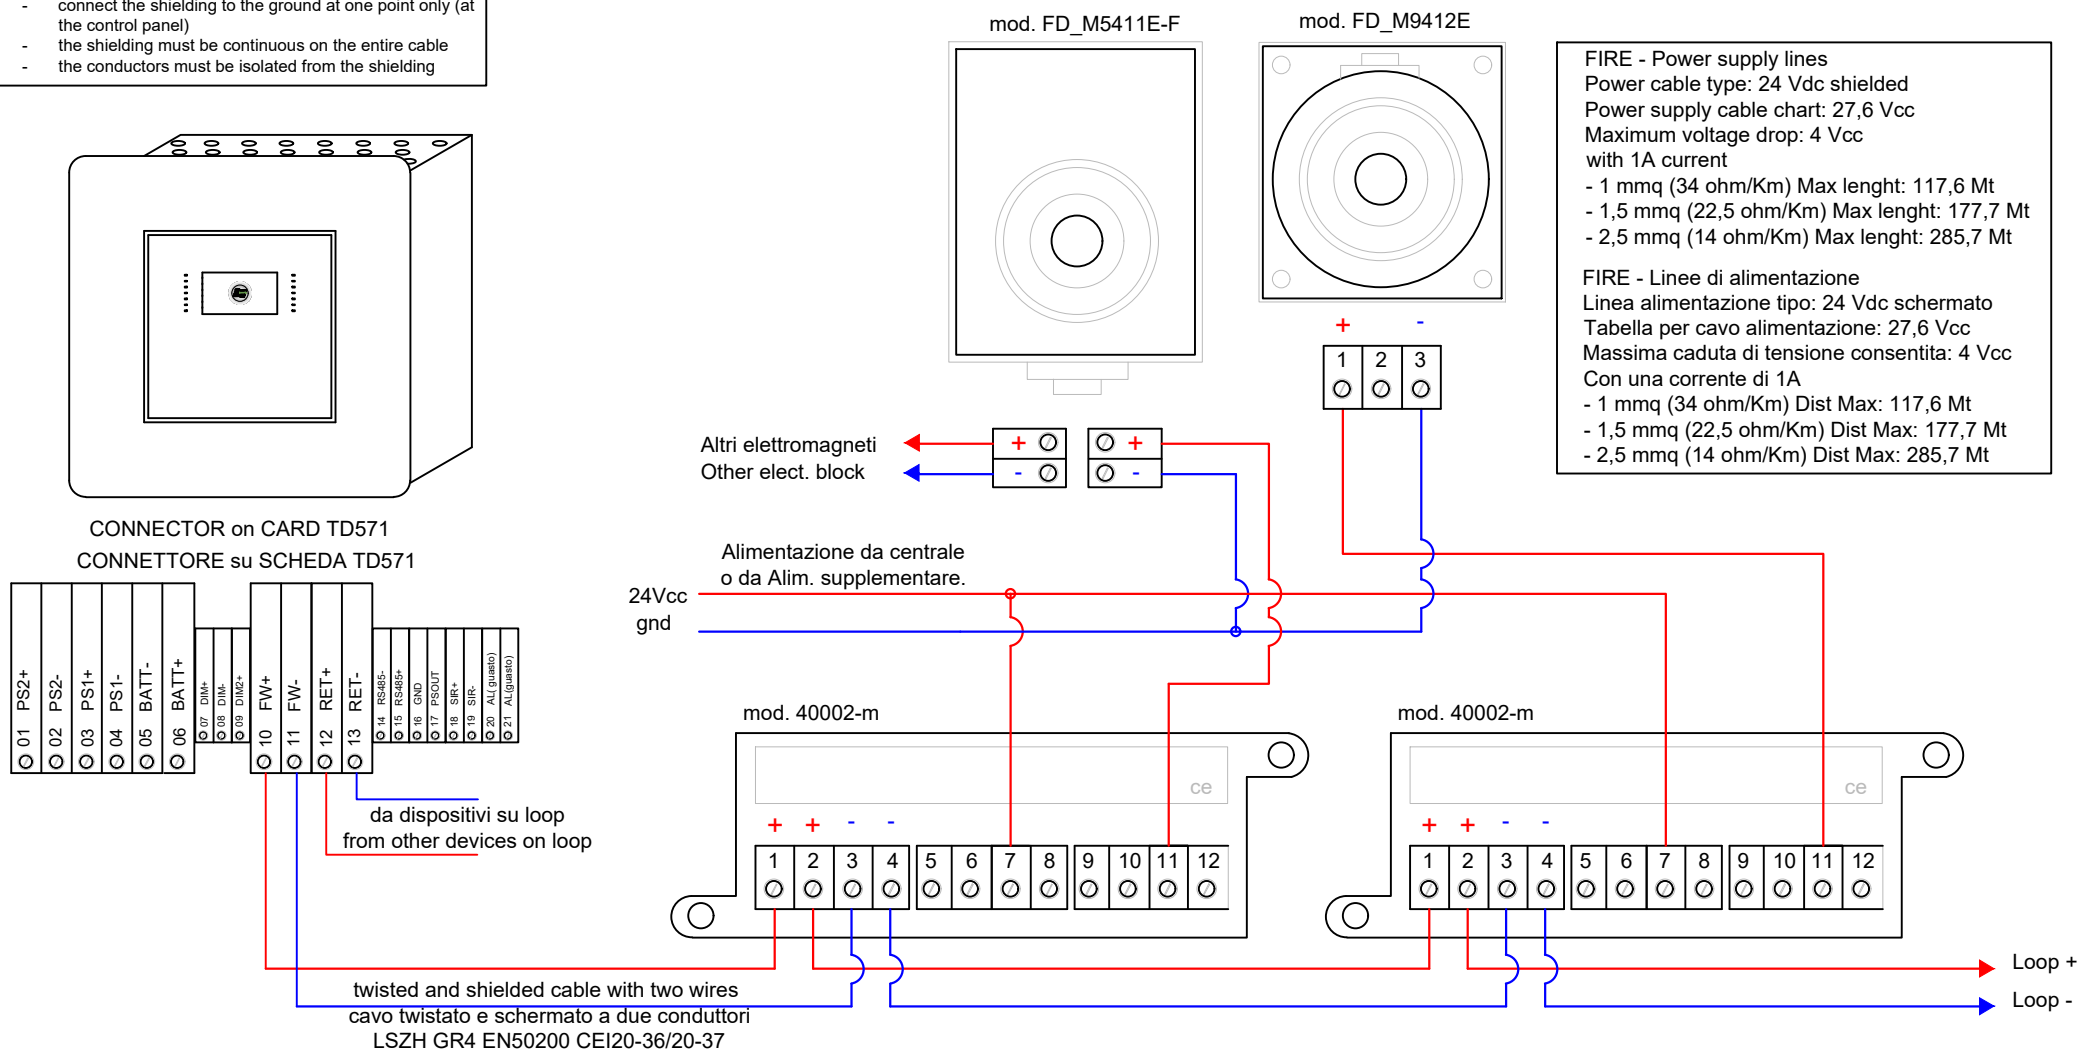 - connect the shielding to the ground at one point only (at
the control panel)
- the shielding must be continuous on the entire cable
- the conductors must be isolated from the shielding
mod. FD_M5411E-F
mod. FD_M9412E
FIRE - Power supply lines
Power cable type: 24 Vdc shielded
Power supply cable chart: 27,6 Vcc
Maximum voltage drop: 4 Vcc
with 1A current
- 1 mmq (34 ohm/Km) Max lenght: 117,6 Mt
- 1,5 mmq (22,5 ohm/Km) Max lenght: 177,7 Mt
- 2,5 mmq (14 ohm/Km) Max lenght: 285,7 Mt
FIRE - Linee di alimentazione
Linea alimentazione tipo: 24 Vdc schermato
Tabella per cavo alimentazione: 27,6 Vcc
Massima caduta di tensione consentita: 4 Vcc
Con una corrente di 1A
- 1 mmq (34 ohm/Km) Dist Max: 117,6 Mt
- 1,5 mmq (22,5 ohm/Km) Dist Max: 177,7 Mt
- 2,5 mmq (14 ohm/Km) Dist Max: 285,7 Mt
+ -
1 2 3
Altri elettromagneti
Other elect. block
+ +
- -
CONNECTOR on CARD TD571
CONNETTORE su SCHEDA TD571
01 PS2+
02 PS2-
03 PS1+
04 PS1-
05 BATT-
06 BATT+
07 DIM+
08 DIM-
09 DIM2+
10 FW+
11 FW-
12 RET+
13 RET-
14 RS485-
15 RS485+
16 GND
17 PSOUT
18 SIR+
19 SIR-
20 AL( guasto)
21 AL(guasto)
Alimentazione da centrale
o da Alim. supplementare.
24Vcc
gnd
da dispositivi su loop
from other devices on loop
mod. 40002-m
ce
+ + - -
1 2 3 4 5 6 7 8 9 10 11 12
mod. 40002-m
ce
+ + - -
1 2 3 4 5 6 7 8 9 10 11 12
Loop +
Loop -
twisted and shielded cable with two wires
cavo twistato e schermato a due conduttori
LSZH GR4 EN50200 CEI20-36/20-37